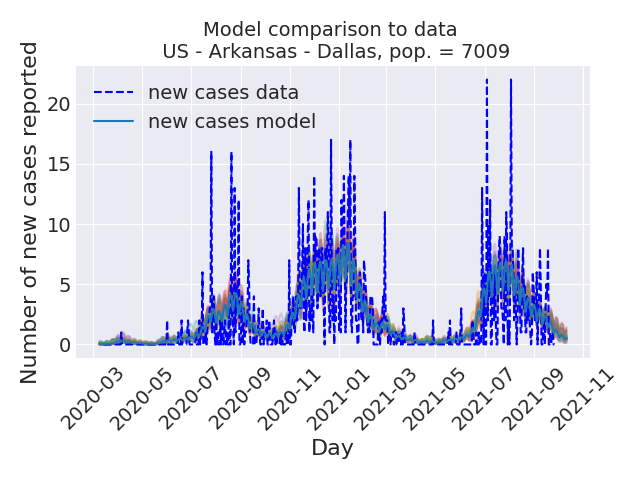 Model comparison to data
US - Arkansas - Dallas, pop. = 7009
Number of new cases reported
new cases data
new cases model
20
15
10
5
0
2020-03
2020-05
2020-07
2020-09
2020-11
2021-01
2021-03
2021-05
2021-07
2021-09
2021-11
Day